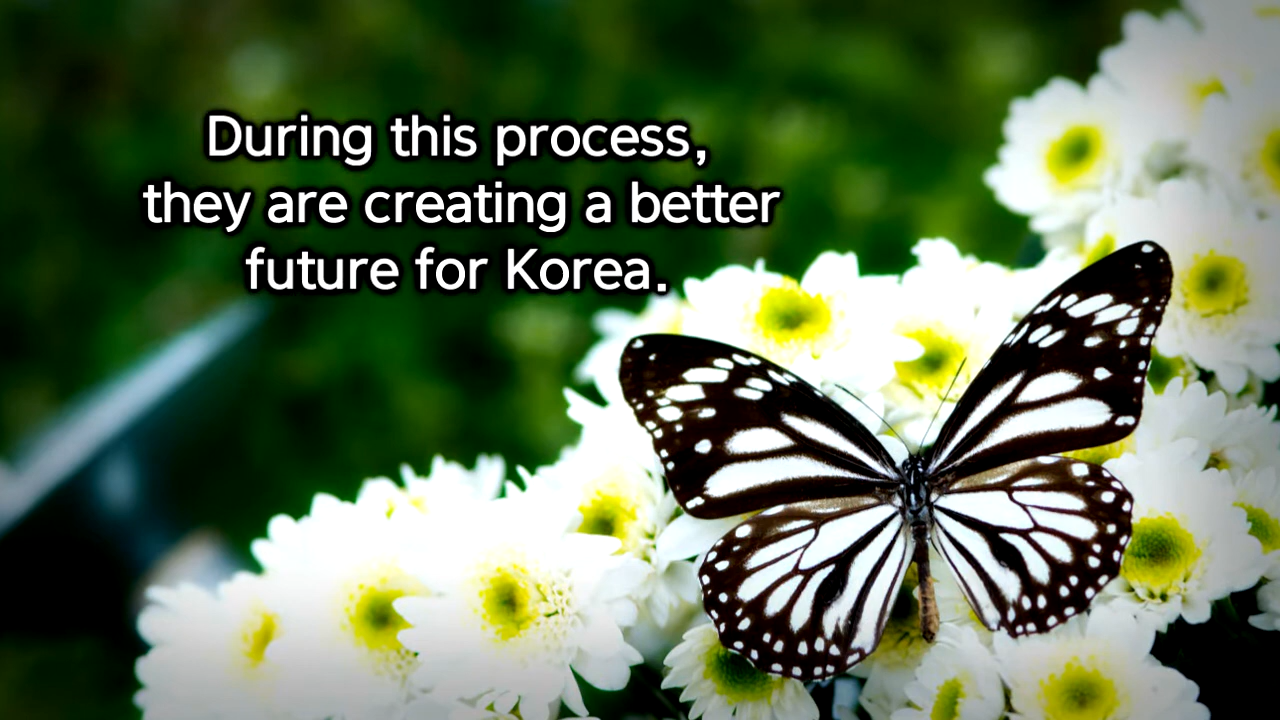 During this process,
they are creating a better
future for Korea.